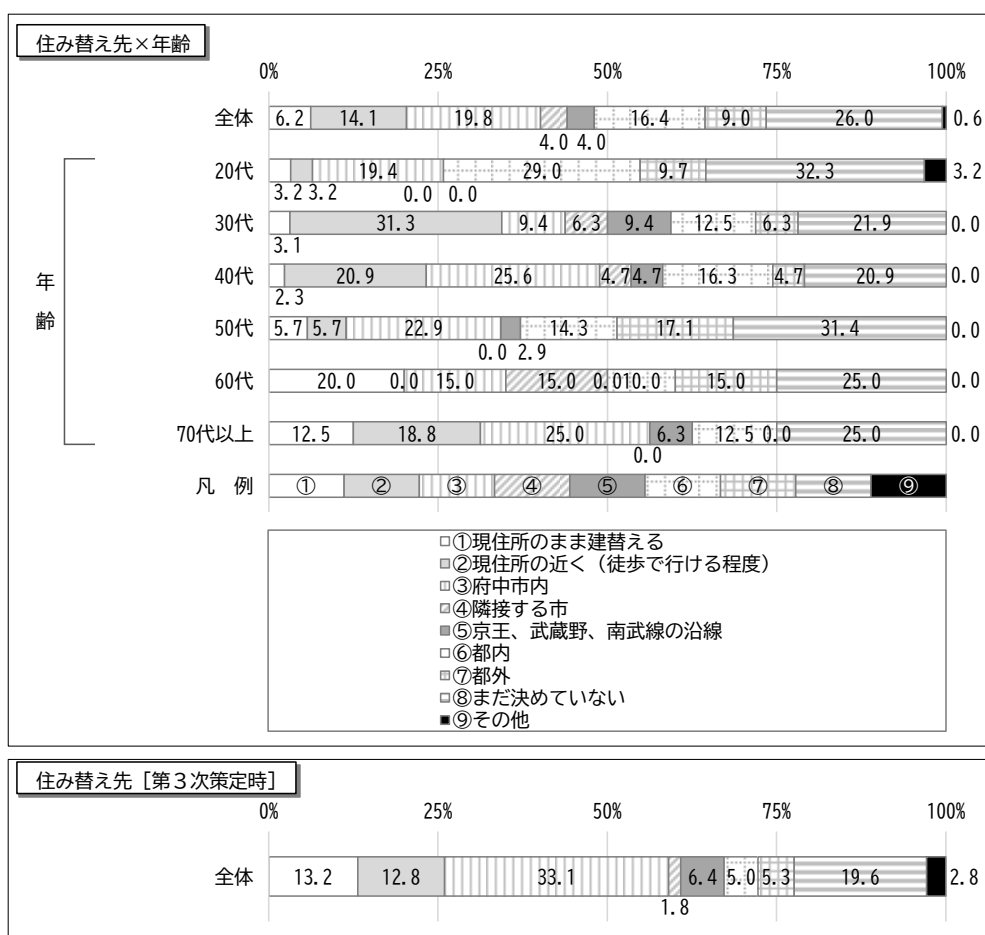 住み替え先×年齢
0% 25% 50% 75% 100%
全体 6.2 14.1 19.8 16.4 9.0 26.0 0.6
4.0 4.0
20代 19.4 29.0 9.7 32.3 3.2
3.2 3.2 0.0 0.0
30代 31.3 9.4 6.3 9.4 12.5 6.3 21.9 0.0
3.1
年齢
40代 20.9 25.6 4.7 4.7 16.3 4.7 20.9 0.0
2.3
50代 5.7 5.7 22.9 14.3 17.1 31.4 0.0
0.0 2.9
60代 20.0 0.0 15.0 15.0 0.0 10.0 15.0 25.0 0.0
70代以上 12.5 18.8 25.0 6.3 12.5 0.0 25.0 0.0
0.0
凡 例 ① ② ③ ④ ⑤ ⑥ ⑦ ⑧ ⑨
①現住所のまま建替える
②現住所の近く（徒歩で行ける程度）
③府中市内
④隣接する市
⑤京王、武蔵野、南武線の沿線
⑥都内
⑦都外
⑧まだ決めていない
⑨その他
住み替え先［第３次策定時］
0% 25% 50% 75% 100%
全体 13.2 12.8 33.1 6.4 5.0 5.3 19.6 2.8
1.8